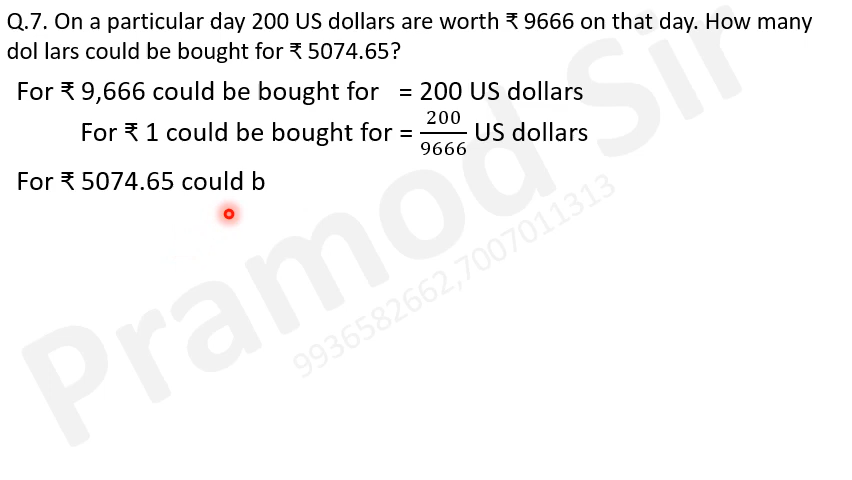 Q.7. On a particular day 200 US dollars are worth ₹ 9666 on that day. How many
dol lars could be bought for ₹ 5074.65?
For ₹ 9,666 could be bought for = 200 US dollars
For ₹ 1 could be bought for = 200/9666 US dollars
For ₹ 5074.65 could b
Pramod Sir
9936582662,7007011313